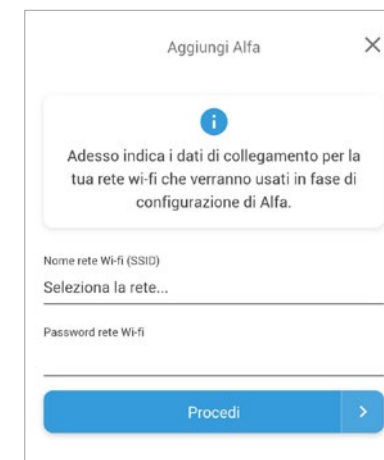 Aggiungi Alfa
Adesso indica i dati di collegamento per la
tua rete wi-fi che verranno usati in fase di
configurazione di Alfa.
Nome rete Wi-fi (SSID)
Seleziona la rete...
Password rete Wi-fi
Procedi